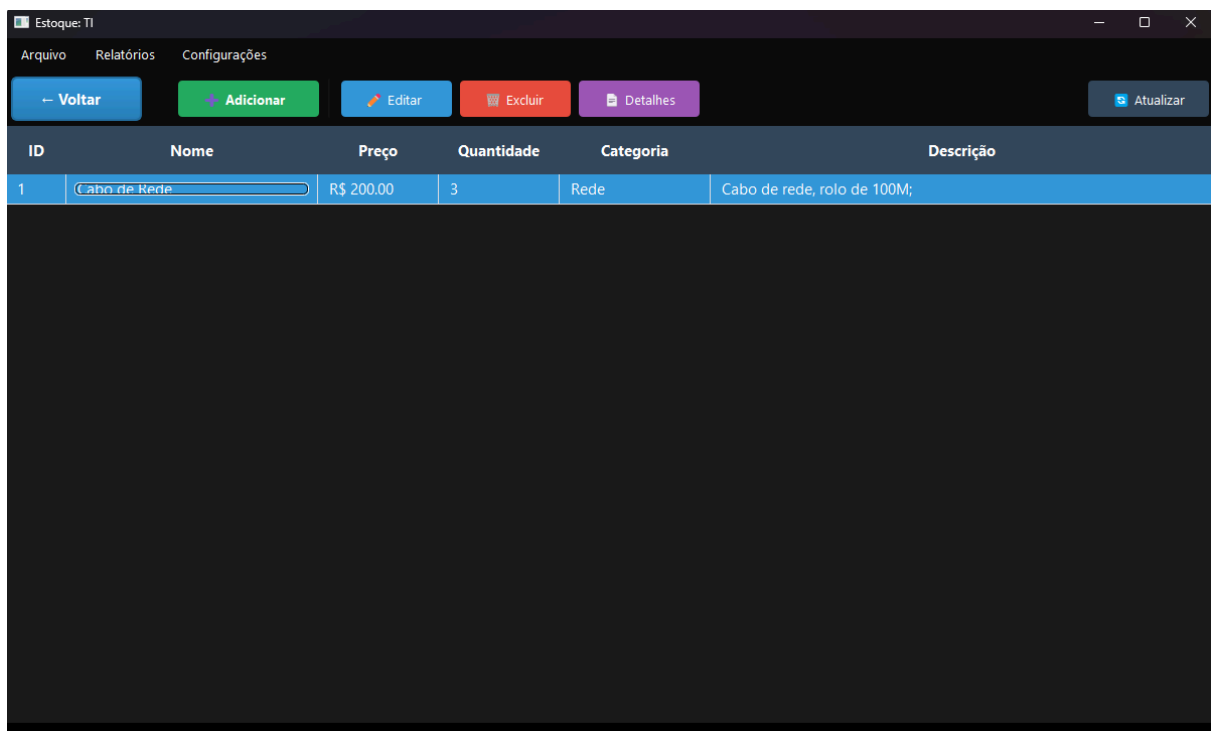 Estoque: TI
Arquivo Relatórios Configurações
← Voltar Adicionar Editar Excluir Detalhes Atualizar
ID Nome Preço Quantidade Categoria Descrição
1 Cabo de Rede R$ 200.00 3 Rede Cabo de rede, rolo de 100M;